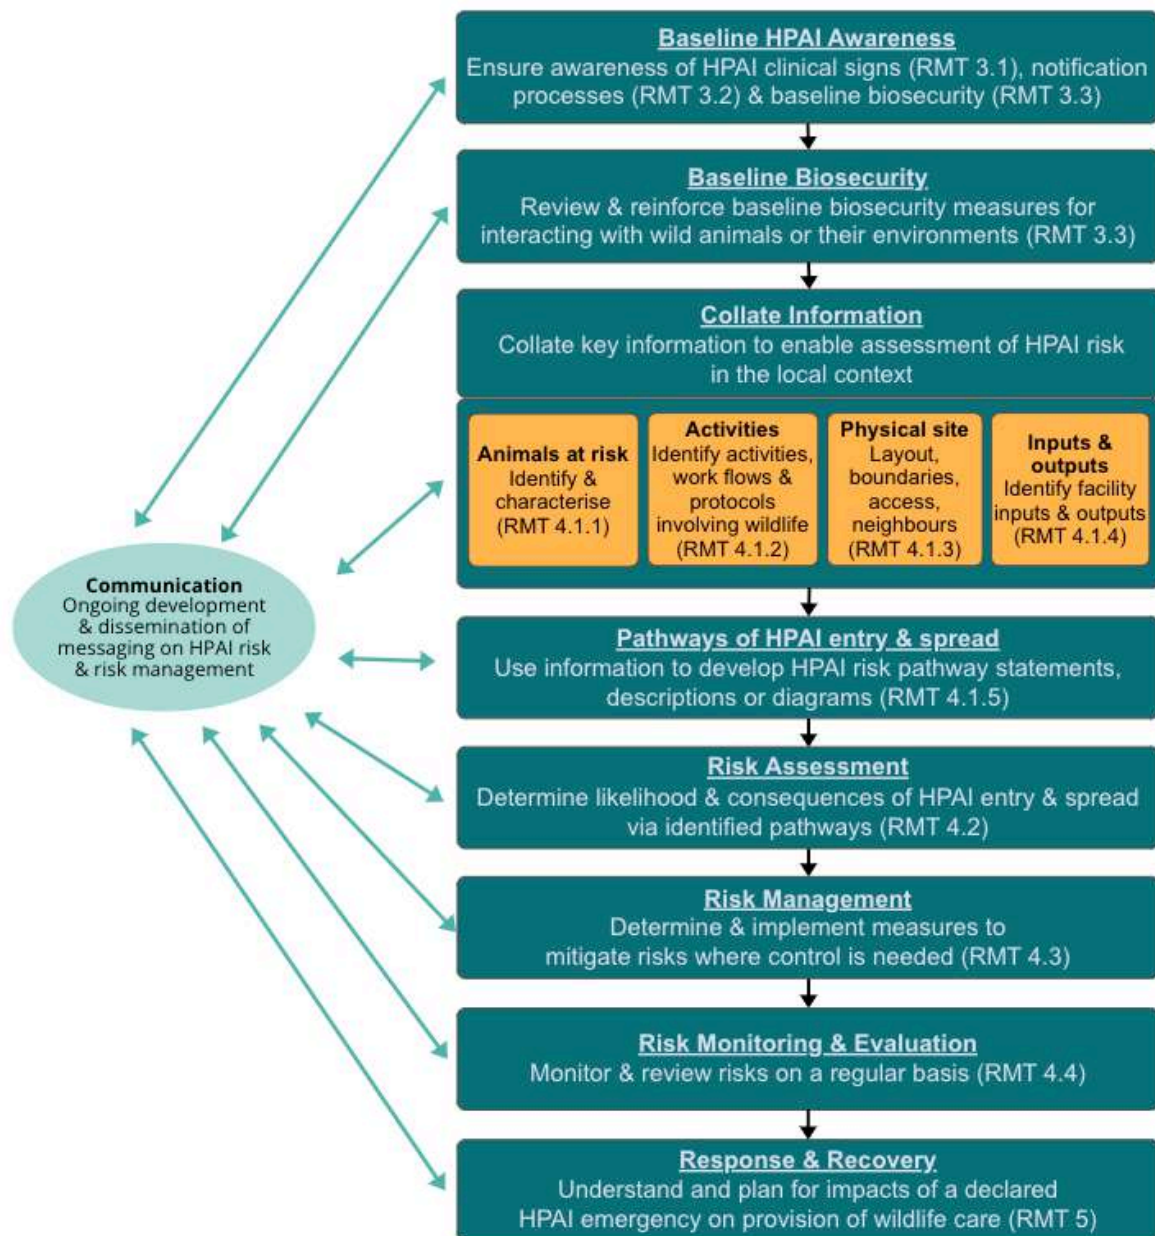 Baseline HPAI Awareness
Ensure awareness of HPAI clinical signs (RMT 3.1), notification
processes (RMT 3.2) & baseline biosecurity (RMT 3.3)
Baseline Biosecurity
Review & reinforce baseline biosecurity measures for
interacting with wild animals or their environments (RMT 3.3)
Collate Information
Collate key information to enable assessment of HPAI risk
in the local context
Animals at risk
Identify &
characterise
(RMT 4.1.1)
Activities
Identify activities,
work flows &
protocols
involving wildlife
(RMT 4.1.2)
Physical site
Layout,
boundaries,
access,
neighbours
(RMT 4.1.3)
Inputs &
outputs
Identify facility
inputs & outputs
(RMT 4.1.4)
Communication
Ongoing development
& dissemination of
messaging on HPAI risk
& risk management
Pathways of HPAI entry & spread
Use information to develop HPAI risk pathway statements,
descriptions or diagrams (RMT 4.1.5)
Risk Assessment
Determine likelihood & consequences of HPAI entry & spread
via identified pathways (RMT 4.2)
Risk Management
Determine & implement measures to
mitigate risks where control is needed (RMT 4.3)
Risk Monitoring & Evaluation
Monitor & review risks on a regular basis (RMT 4.4)
Response & Recovery
Understand and plan for impacts of a declared
HPAI emergency on provision of wildlife care (RMT 5)